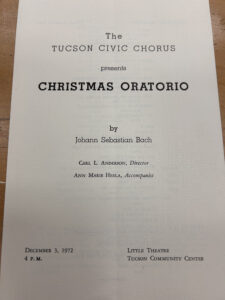 The
TUCSON CIVIC CHORUS
presents
CHRISTMAS ORATORIO
by
Johann Sebastian Bach
Carl L. Anderson, Director
Ann Marie Hesla, Accompanist
December 3, 1972
4 P. M.
Little Theatre
Tucson Community Center